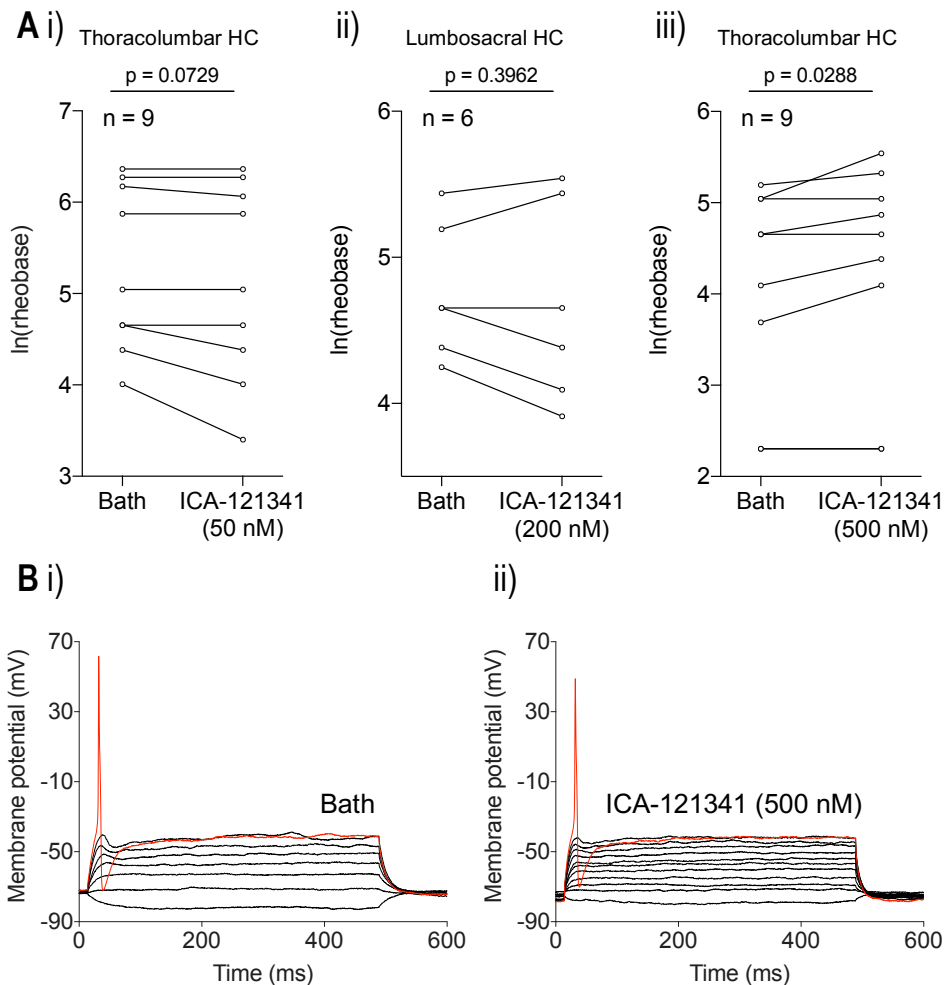 A i) Thoracolumbar HC
p = 0.0729
n = 9
ln(rheobase)
7
6
5
4
3
Bath ICA-121341
(50 nM)
ii) Lumbosacral HC
p = 0.3962
n = 6
ln(rheobase)
6
5
4
Bath ICA-121341
(200 nM)
iii) Thoracolumbar HC
p = 0.0288
n = 9
ln(rheobase)
6
5
4
3
2
Bath ICA-121341
(500 nM)
B i)
Membrane potential (mV)
70
30
-10
-50
-90
Bath
0 200 400 600
Time (ms)
ii)
Membrane potential (mV)
70
30
-10
-50
-90
ICA-121341 (500 nM)
0 200 400 600
Time (ms)